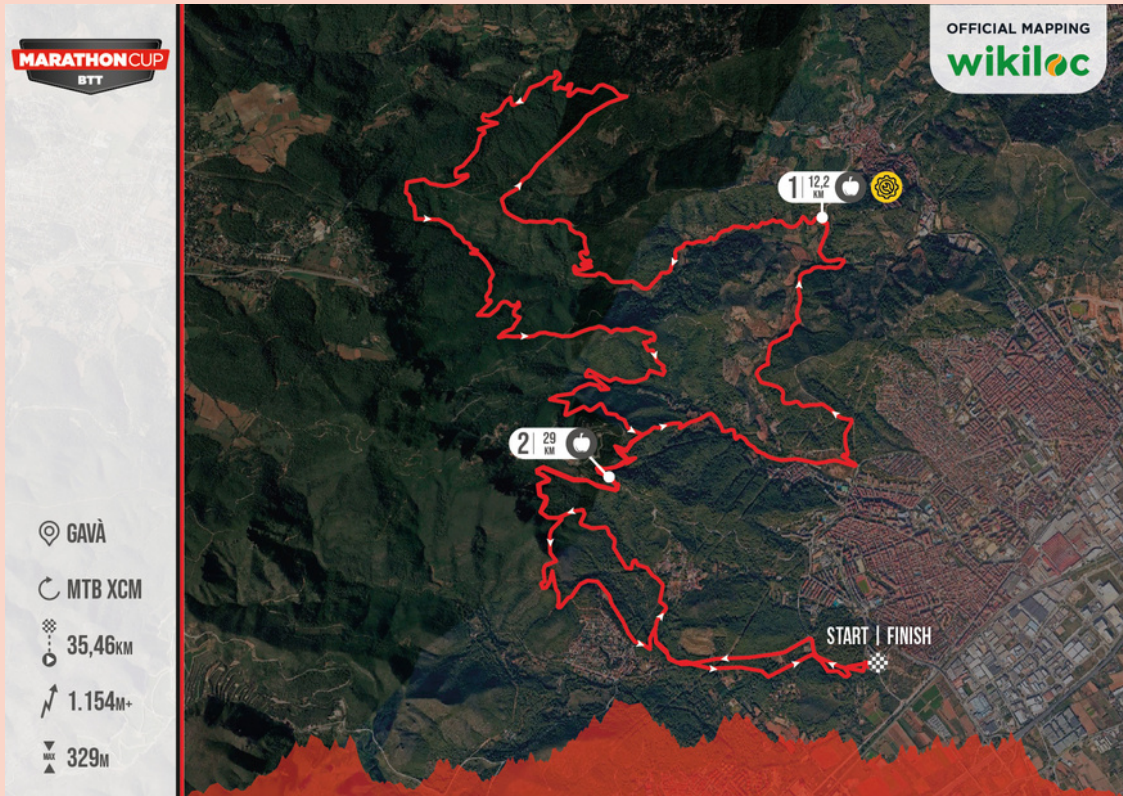 MARATHONCUP
BTT
OFFICIAL MAPPING
wikiloc
1 12,2 KM
2 29 KM
START | FINISH
GAVÀ
MTB XCM
35,46KM
1.154M+
MAX 329M